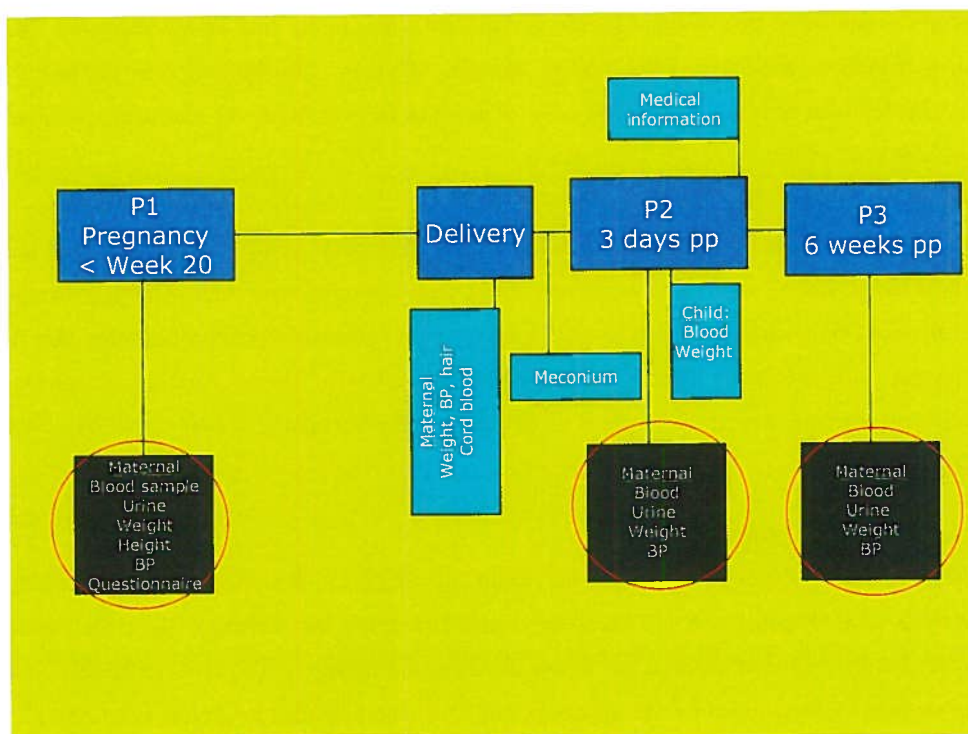 Medical
information
P1
Pregnancy
< Week 20
Delivery
P2
3 days pp
P3
6 weeks pp
Maternal
Weight, BP, hair
Cord blood
Meconium
Child:
Blood
Weight
Maternal
Blood sample
Urine
Weight
Height
BP
Questionnaire
Maternal
Blood
Urine
Weight
BP
Maternal
Blood
Urine
Weight
BP